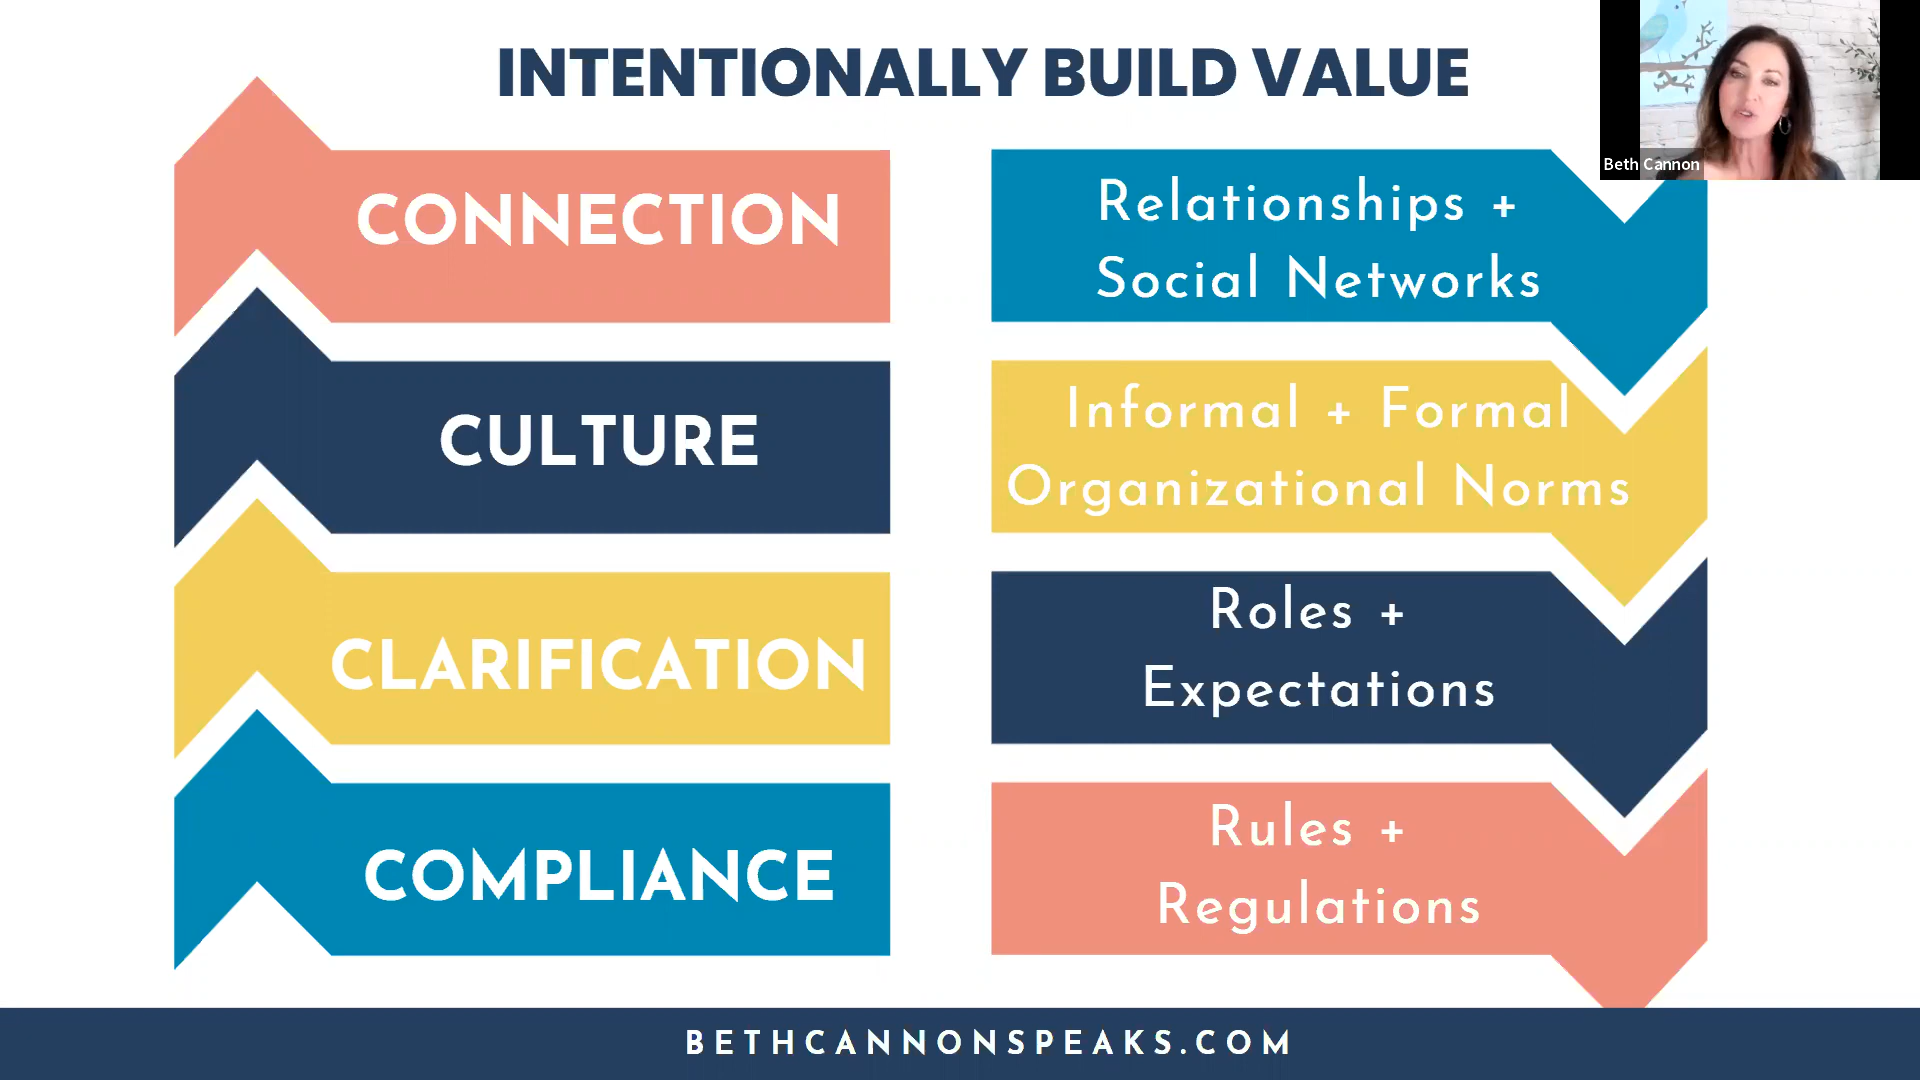 INTENTIONALLY BUILD VALUE
Beth Cannon
CONNECTION
Relationships +
Social Networks
CULTURE
Informal + Formal
Organizational Norms
CLARIFICATION
Roles +
Expectations
COMPLIANCE
Rules +
Regulations
BETHCANNONSPEAKS.COM